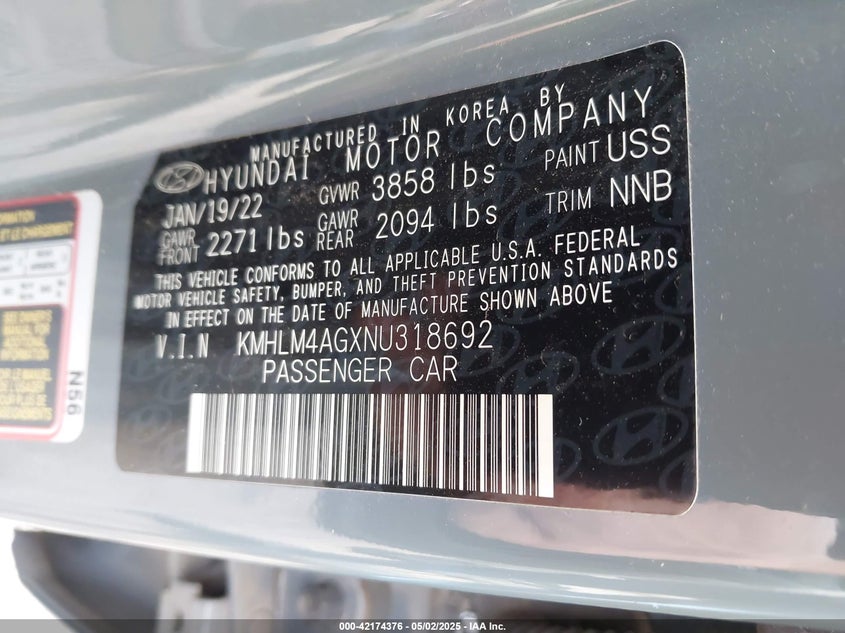 MANUFACTURED IN KOREA BY
HYUNDAI MOTOR COMPANY
JAN/19/22 GVWR 3858 lbs PAINT USS
GAWR FRONT 2271 lbs GAWR REAR 2094 lbs TRIM NNB
THIS VEHICLE CONFORMS TO ALL APPLICABLE U.S.A. FEDERAL
MOTOR VEHICLE SAFETY, BUMPER, AND THEFT PREVENTION STANDARDS
IN EFFECT ON THE DATE OF MANUFACTURE SHOWN ABOVE
V.I.N KMHLM4AGXNU318692
PASSENGER CAR
ET LE CHARGEMENT
N56
000-42174376 - 05/02/2025 - IAA Inc.